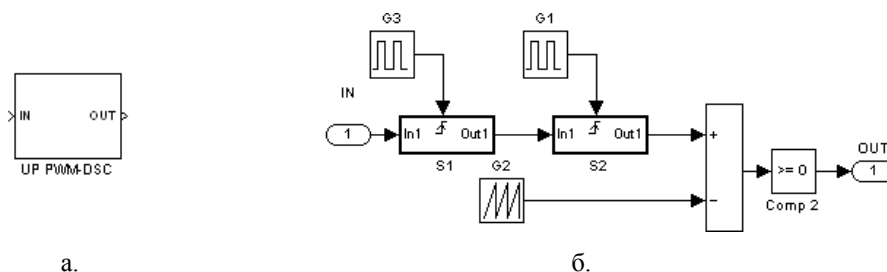 IN
OUT
UP PWM-DSC
а.
G3
G1
IN
1
In1
Out1
S1
In1
Out1
S2
G2
+
−
>= 0
Comp 2
OUT
1
б.